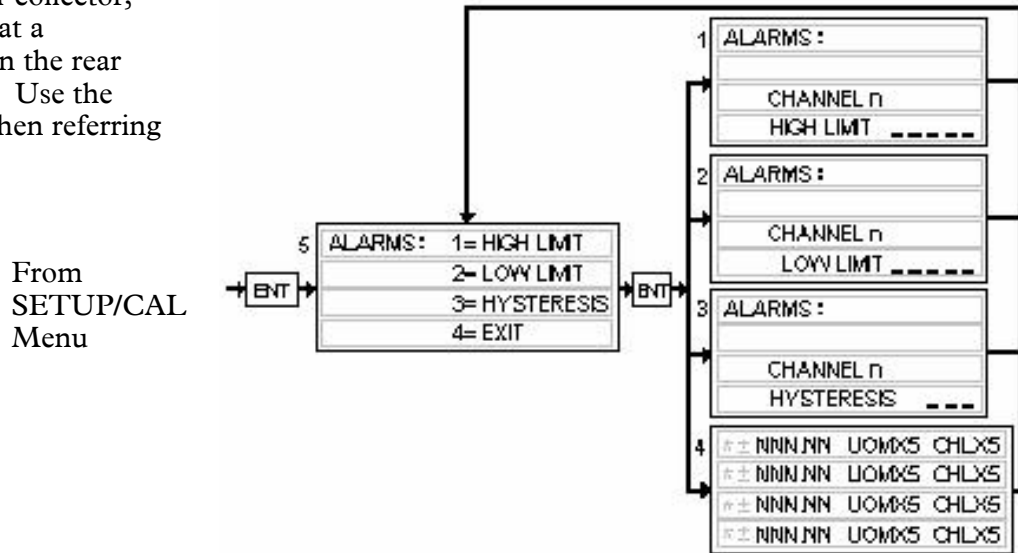 r collector,
at a
n the rear
Use the
hen referring
From
SETUP/CAL
Menu
ENT
5
ALARMS: 1= HIGH LIMIT
2= LOW LIMIT
3= HYSTERESIS
4= EXIT
ENT
1
ALARMS:
CHANNEL n
HIGH LIMIT _ _ _ _ _
2
ALARMS:
CHANNEL n
LOW LIMIT _ _ _ _ _
3
ALARMS:
CHANNEL n
HYSTERESIS _ _ _
4
*± NNN.NN UOMX5 CHLX5
*± NNN.NN UOMX5 CHLX5
*± NNN.NN UOMX5 CHLX5
*± NNN.NN UOMX5 CHLX5